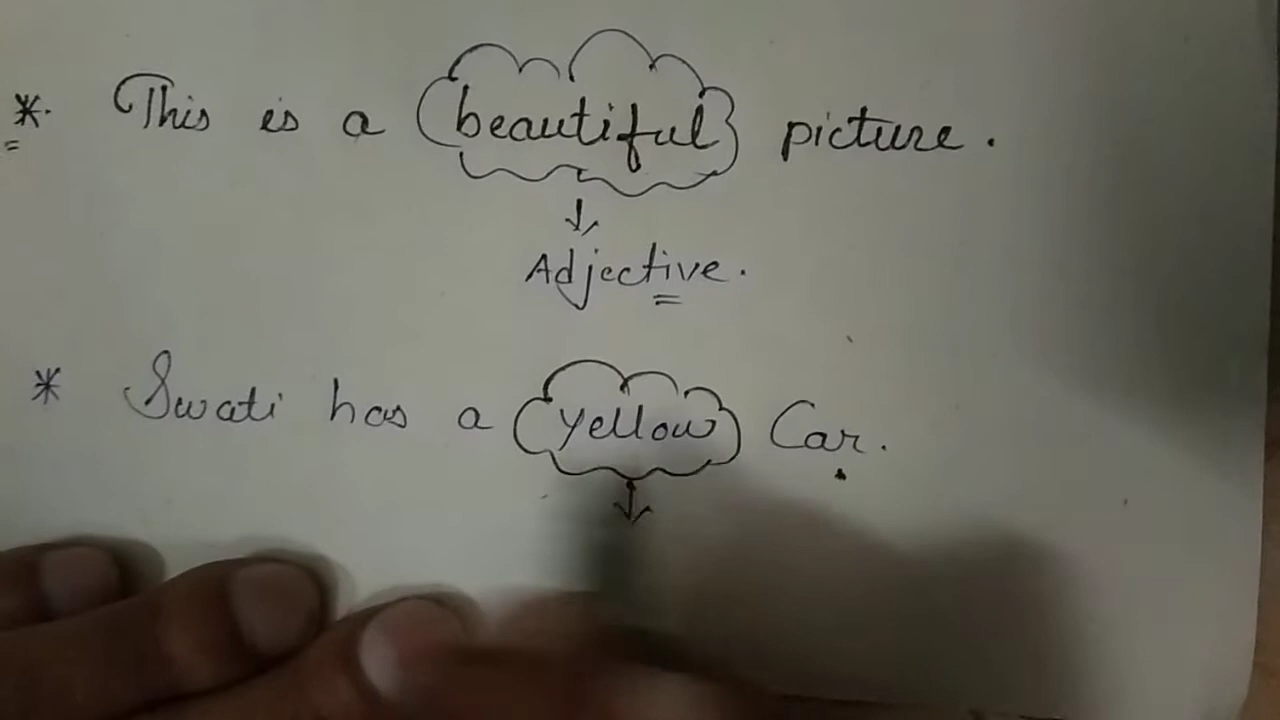 * This is a beautiful picture.
Adjective.
* Swati has a yellow Car.